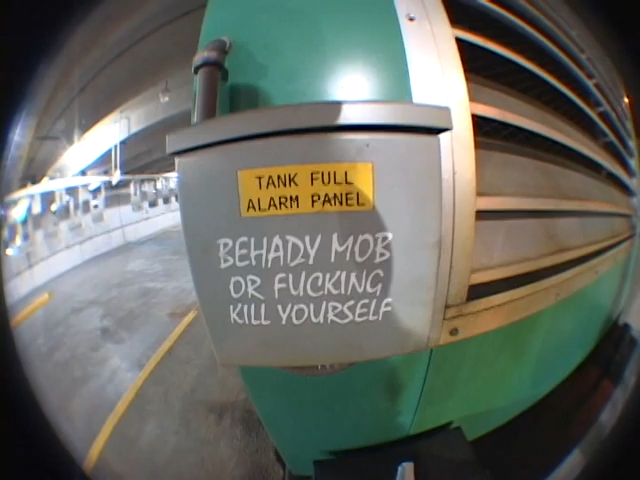 TANK FULL
ALARM PANEL
BEHADY MOB
OR FUCKING
KILL YOURSELF